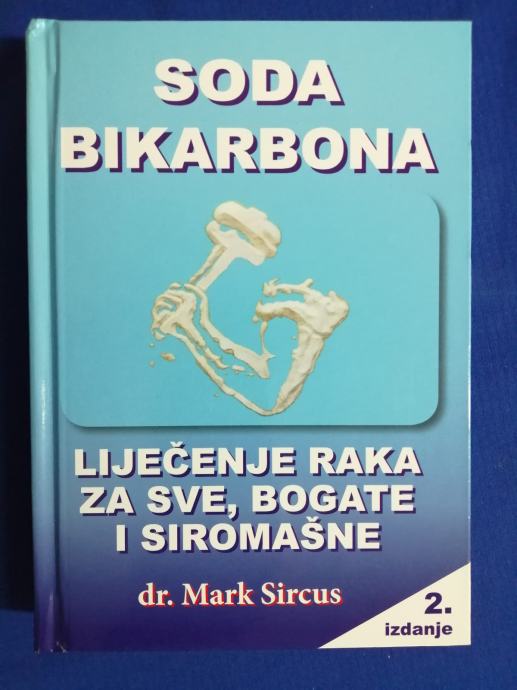 SODA
BIKARBONA
LIJEČENJE RAKA
ZA SVE, BOGATE
I SIROMAŠNE
dr. Mark Sircus
2.
izdanje